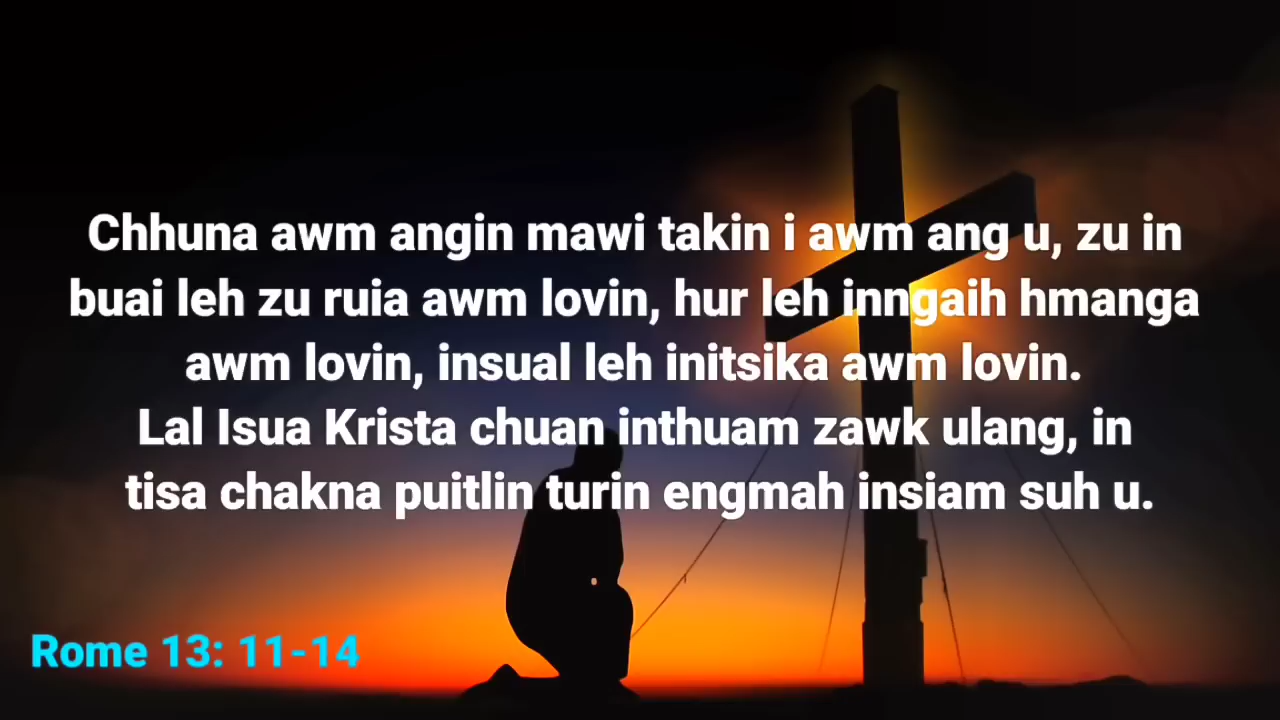 Chhuna awm angin mawi takin i awm ang u, zu in
buai leh zu ruia awm lovin, hur leh inngaih hmanga
awm lovin, insual leh initsika awm lovin.
Lal Isua Krista chuan inthuam zawk ulang, in
tisa chakna puitlin turin engmah insiam suh u.
Rome 13: 11-14